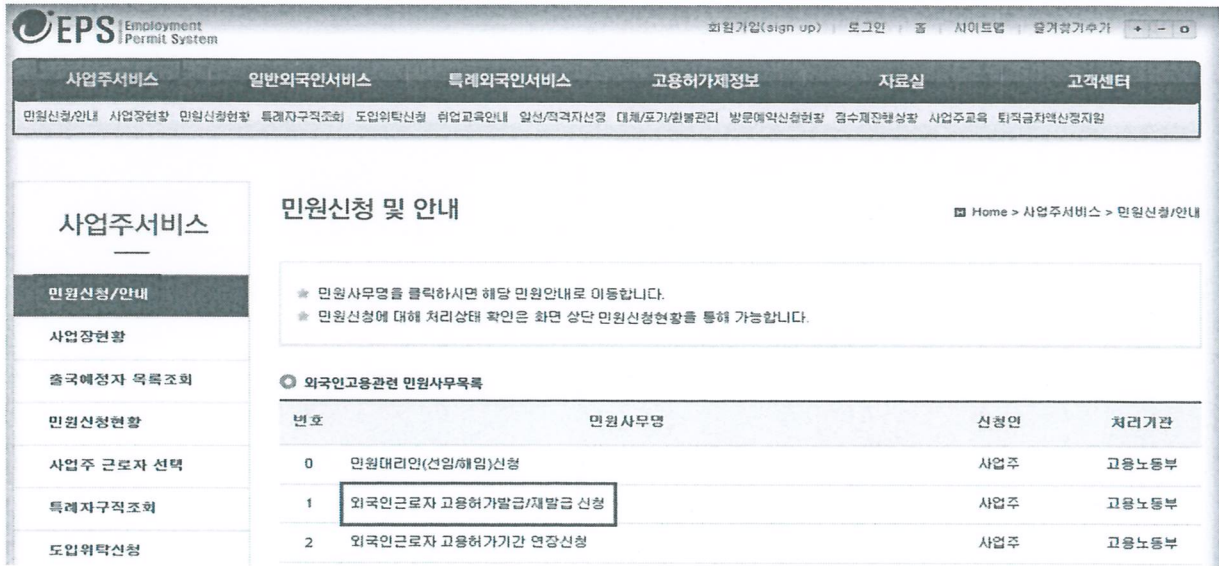 EPS Employment Permit System
회원가입(sign up) 로그인 홈 사이트맵 즐겨찾기추가 + - o
사업주서비스 일반외국인서비스 특례외국인서비스 고용허가제정보 자료실 고객센터
민원신청/안내 사업장현황 민원신청현황 특례자구직조회 도입위탁신청 취업교육안내 알선/적격자선정 대체/포기/환불관리 방문예약신청현황 점수제진행상황 사업주교육 퇴직금차액산정지원
사업주서비스
민원신청/안내
사업장현황
출국예정자 목록조회
민원신청현황
사업주 근로자 선택
특례자구직조회
도입위탁신청
민원신청 및 안내
Home > 사업주서비스 > 민원신청/안내
민원사무명을 클릭하시면 해당 민원안내로 이동합니다.
민원신청에 대해 처리상태 확인은 화면 상단 민원신청현황을 통해 가능합니다.
외국인고용관련 민원사무목록
번호 민원사무명 신청인 처리기관
0 민원대리인(선임/해임)신청 사업주 고용노동부
1 외국인근로자 고용허가발급/재발급 신청 사업주 고용노동부
2 외국인근로자 고용허가기간 연장신청 사업주 고용노동부